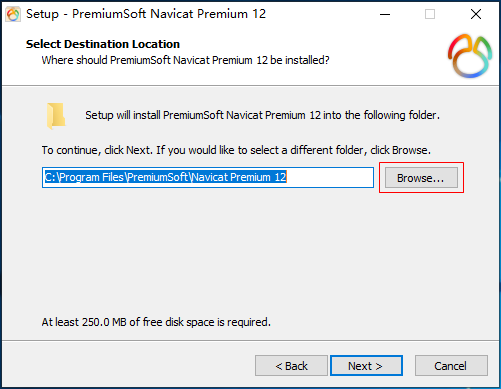 Setup - PremiumSoft Navicat Premium 12
Select Destination Location
Where should PremiumSoft Navicat Premium 12 be installed?
Setup will install PremiumSoft Navicat Premium 12 into the following folder.
To continue, click Next. If you would like to select a different folder, click Browse.
C:\Program Files\PremiumSoft\Navicat Premium 12
Browse...
At least 250.0 MB of free disk space is required.
< Back
Next >
Cancel